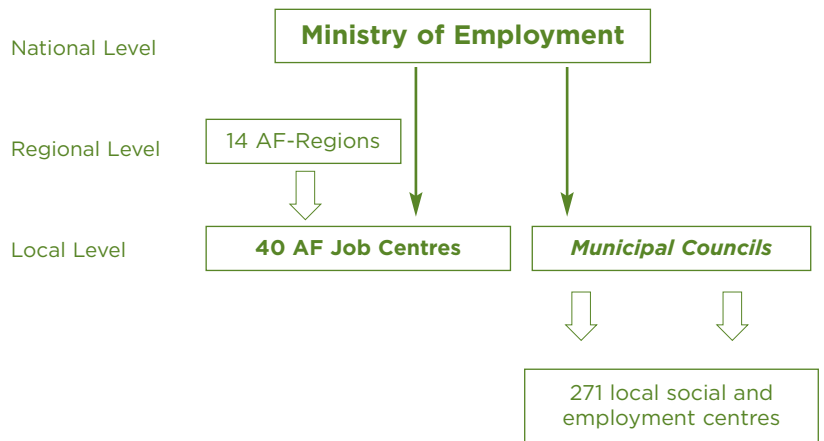 National Level
Ministry of Employment
Regional Level
14 AF-Regions
Local Level
40 AF Job Centres
Municipal Councils
271 local social and
employment centres